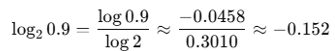 log₂ 0.9 = log 0.9 / log 2 ≈ −0.0458 / 0.3010 ≈ −0.152